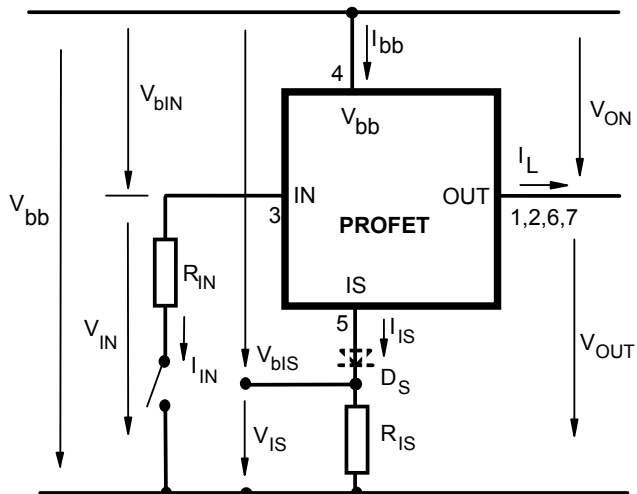 I_bb
4
V_bb
V_bIN
V_ON
I_L
IN
OUT
V_bb
3
PROFET
1,2,6,7
R_IN
IS
5
I_IS
V_IN
V_OUT
I_IN
V_bIS
D_S
V_IS
R_IS